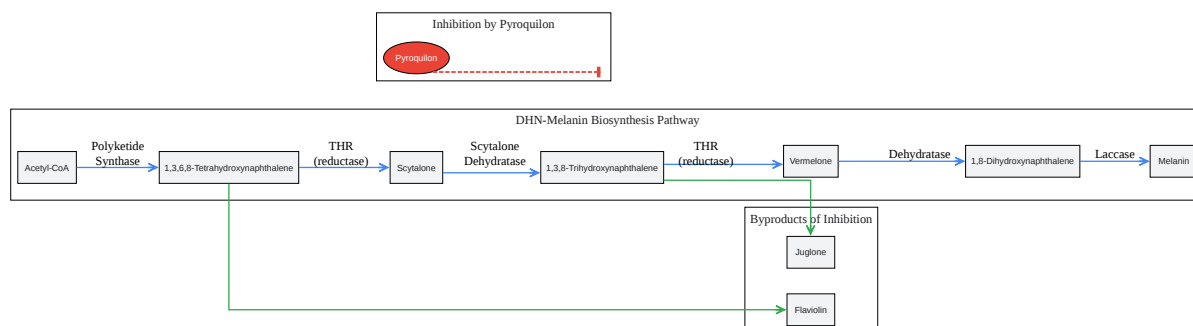 Inhibition by Pyroquilon
Pyroquilon
DHN-Melanin Biosynthesis Pathway
Polyketide
Synthase
THR
(reductase)
Scytalone
Dehydratase
THR
(reductase)
Dehydratase
Laccase
Acetyl-CoA
1,3,6,8-Tetrahydroxynaphthalene
Scytalone
1,3,8-Trihydroxynaphthalene
Vermelone
1,8-Dihydroxynaphthalene
Melanin
Byproducts of Inhibition
Juglone
Flaviolin